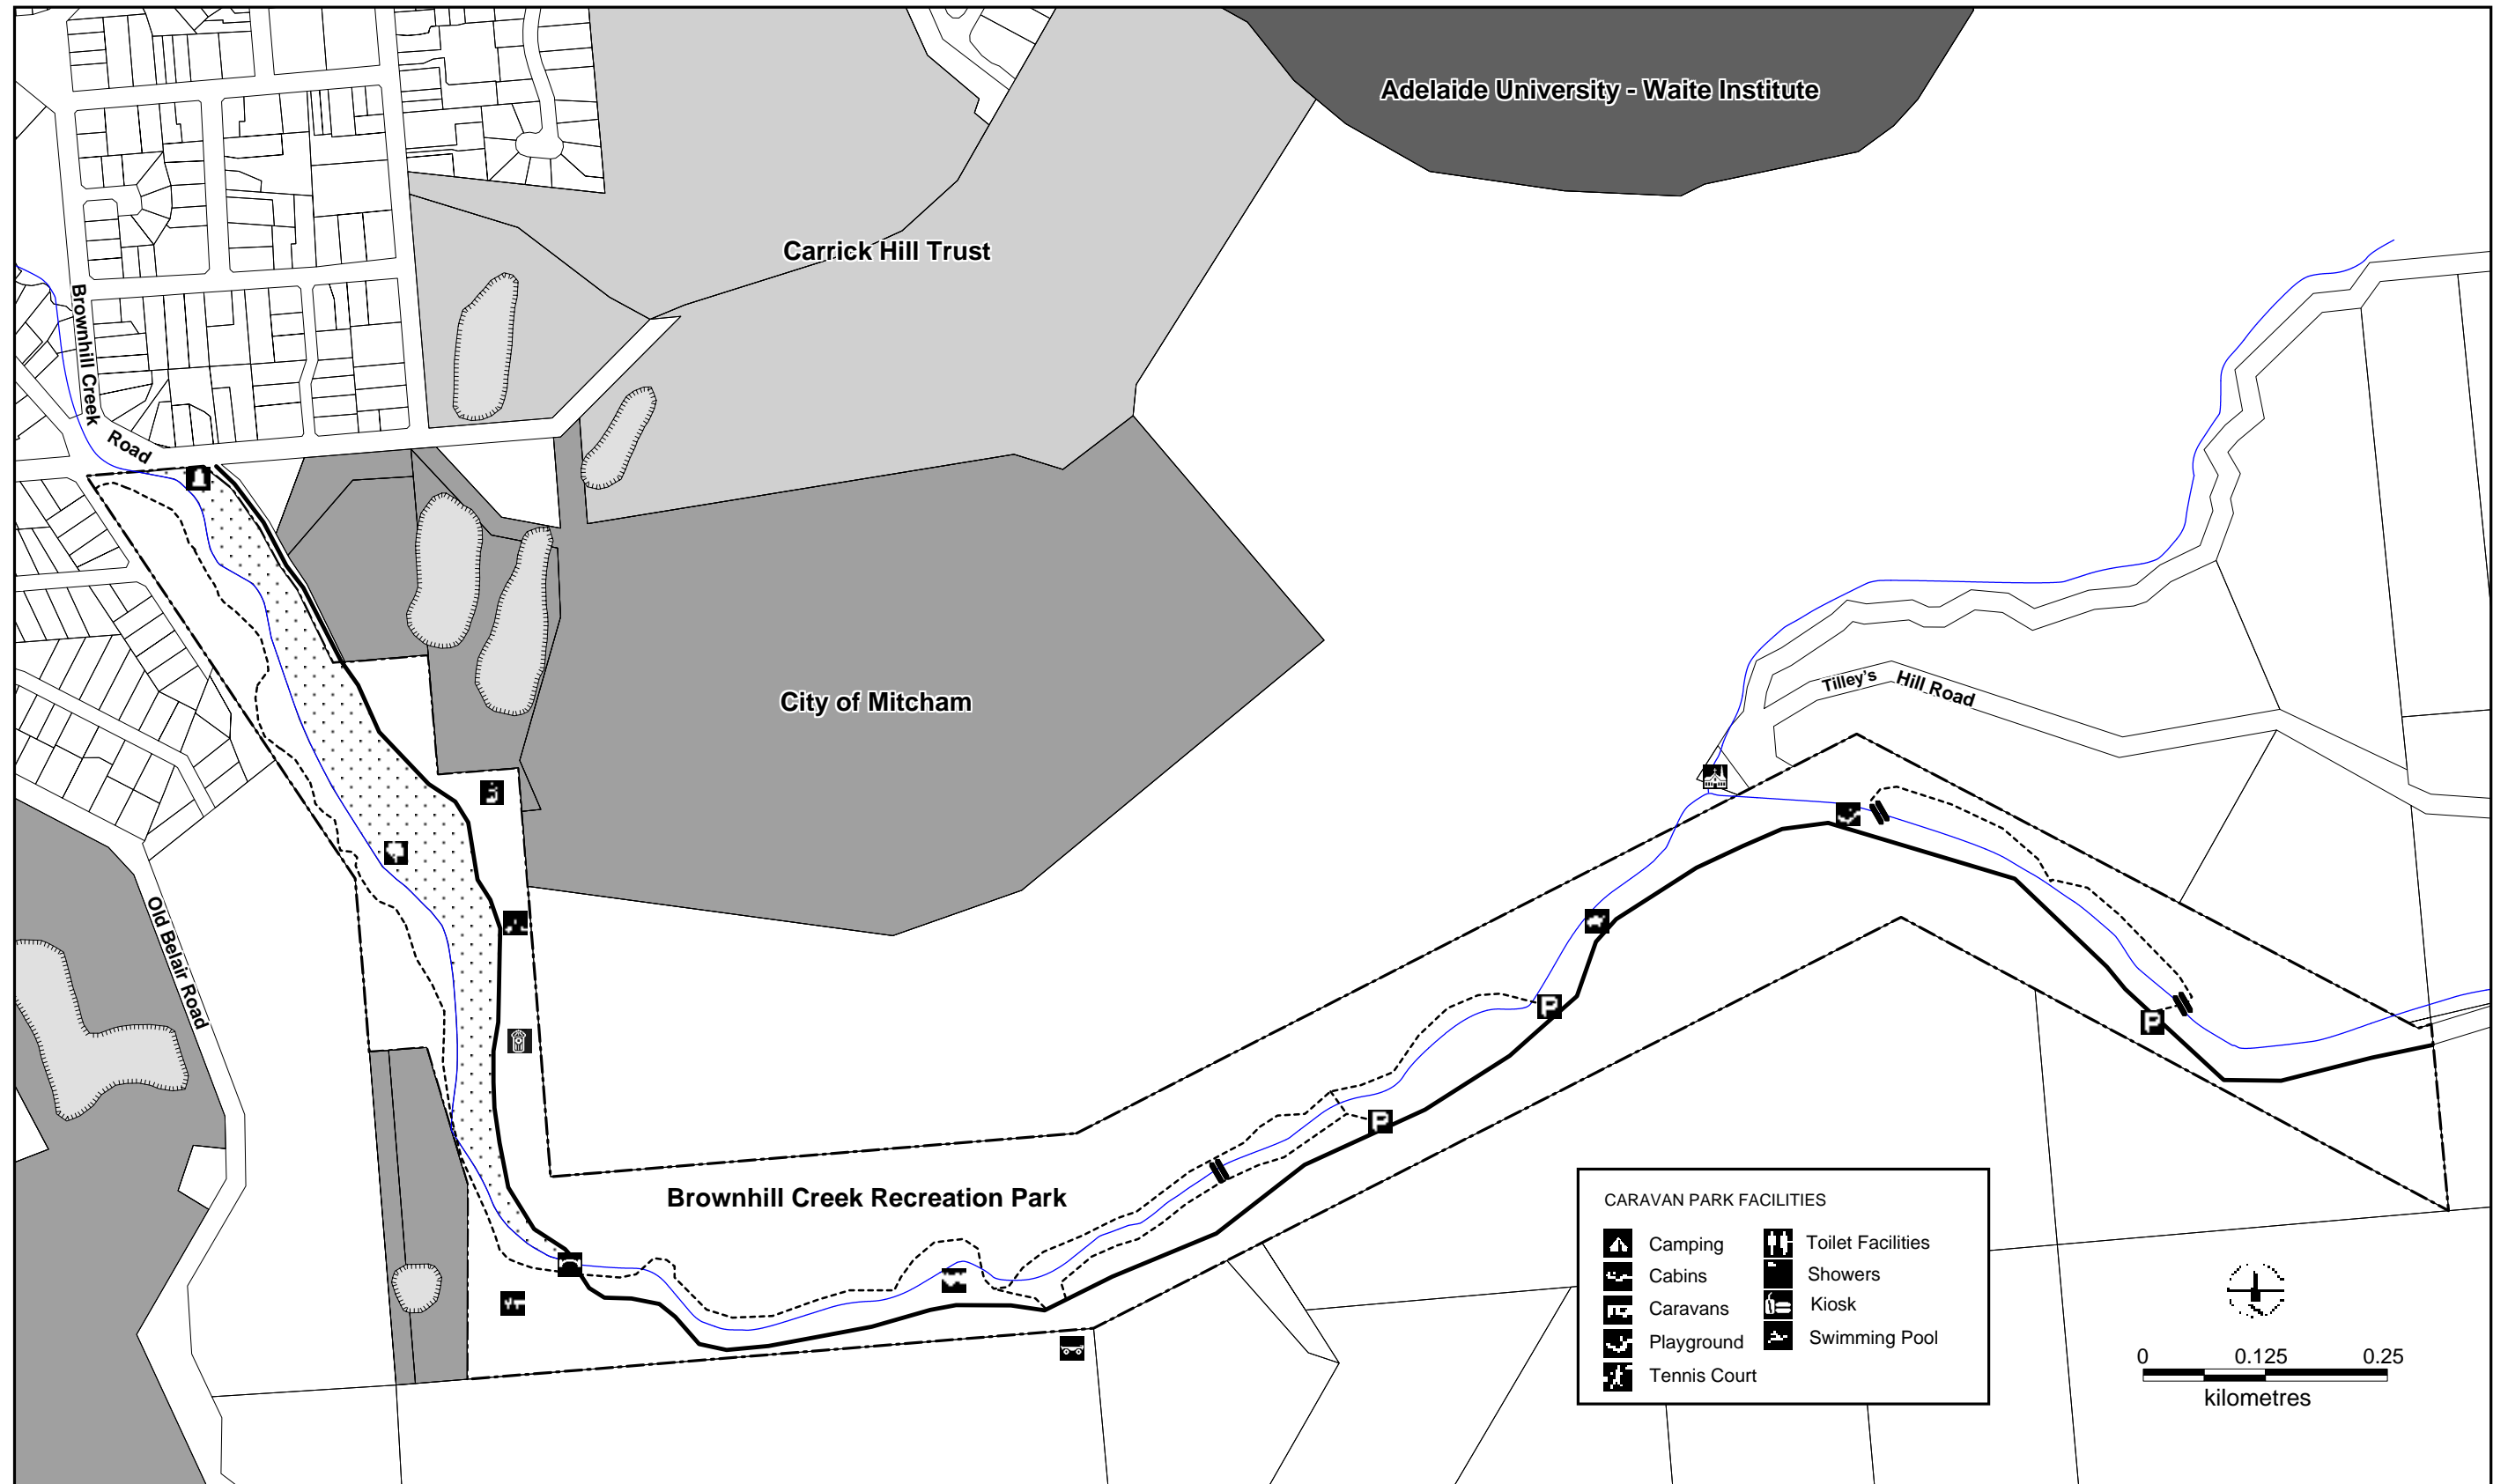 Adelaide University - Waite Institute
Carrick Hill Trust
Brownhill Creek
Road
City of Mitcham
Tilley's Hill Road
Old Belair Road
P
P
P
Brownhill Creek Recreation Park
CARAVAN PARK FACILITIES
Camping
Toilet Facilities
Cabins
Showers
Caravans
Kiosk
Playground
Swimming Pool
Tennis Court
0 0.125 0.25
kilometres